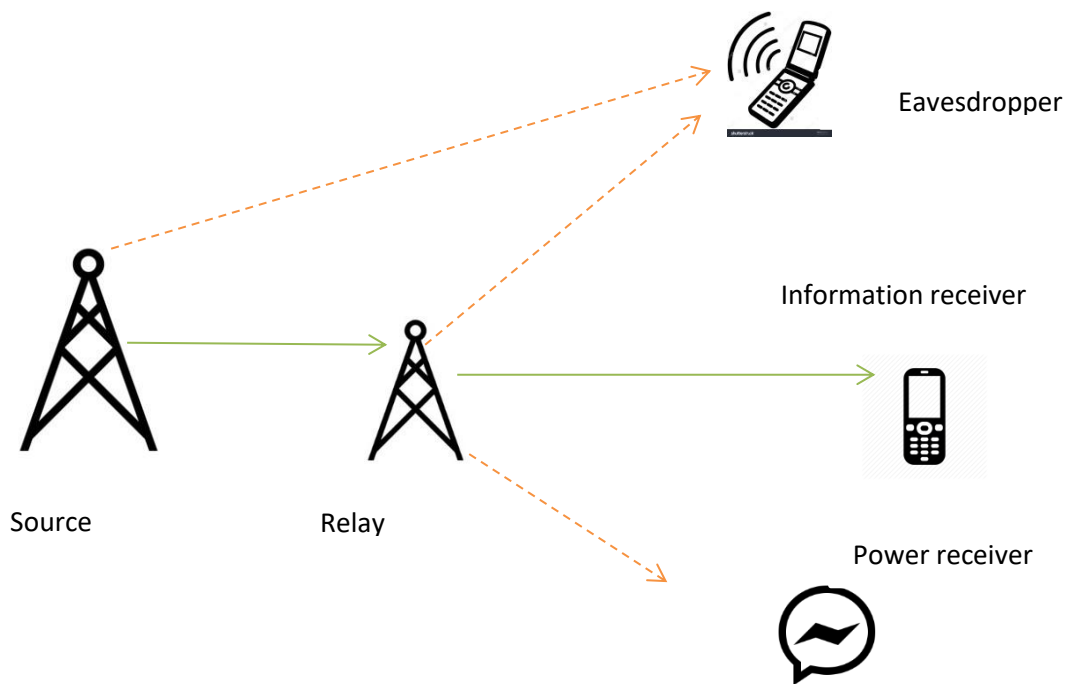 Eavesdropper
Information receiver
Source
Relay
Power receiver